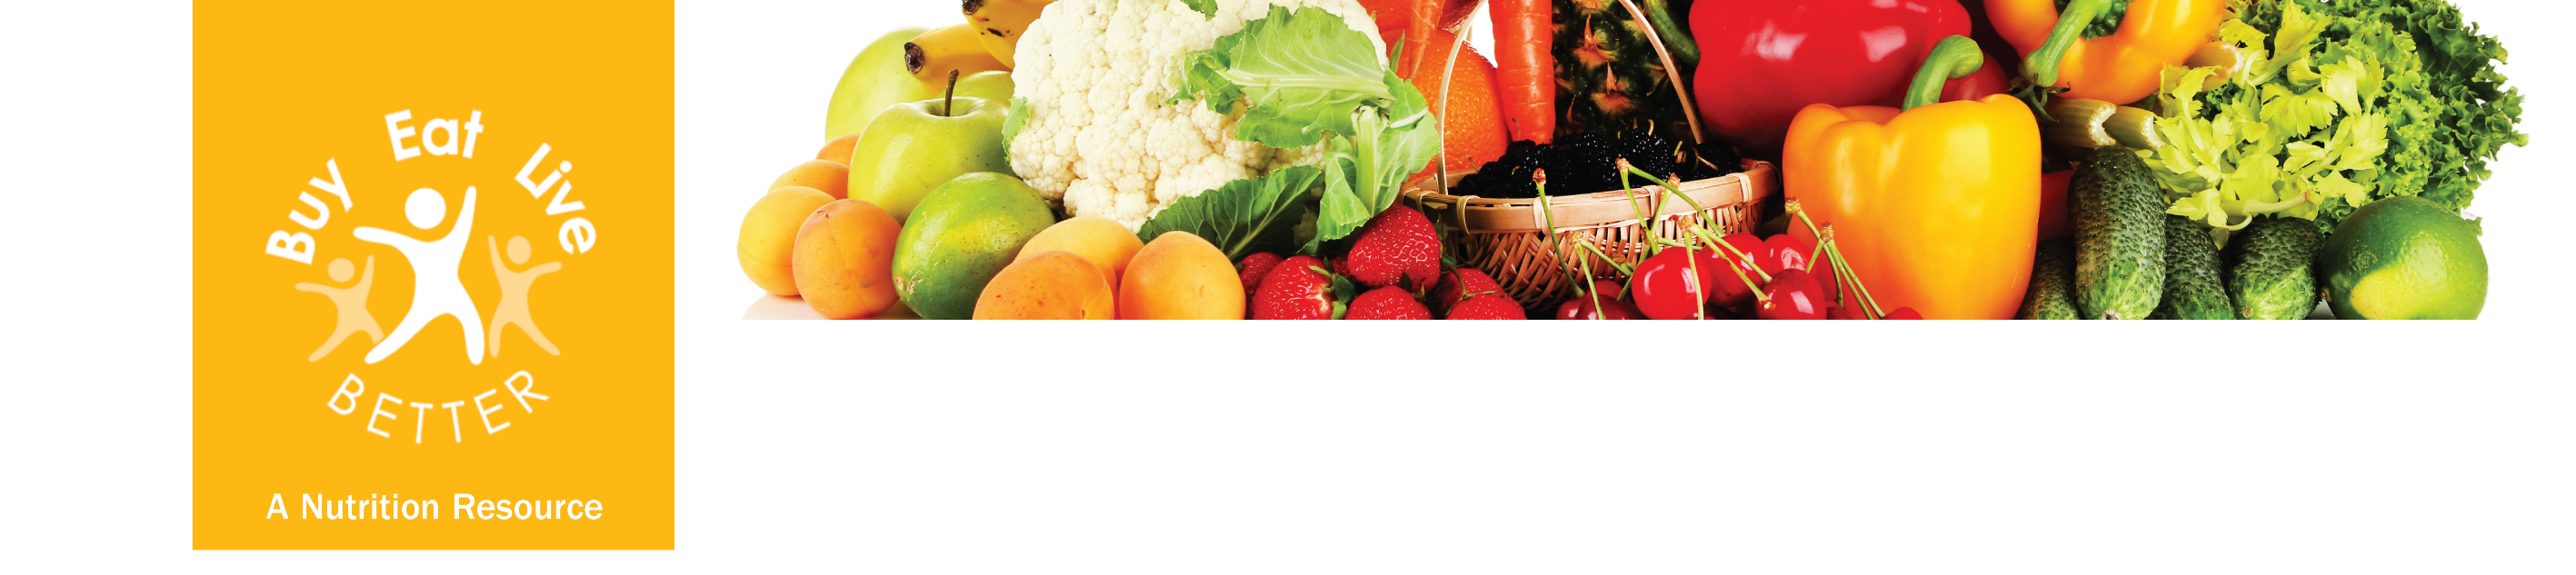 Buy Eat Live
BETTER
A Nutrition Resource